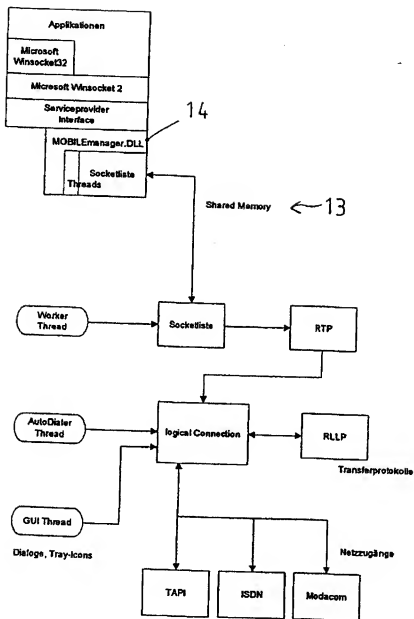 Applikationen
Microsoft
Winsocket32
Microsoft Winsocket 2
Serviceprovider
Interface
14
MOBILEmanager.DLL
Socketliste
Threads
Shared Memory
13
Worker
Thread
Socketliste
RTP
AutoDialer
Thread
logical Connection
RLLP
Transferprotokolle
GUI Thread
Dialoge, Tray-Icons
Netzzugänge
TAPI
ISDN
Modacom